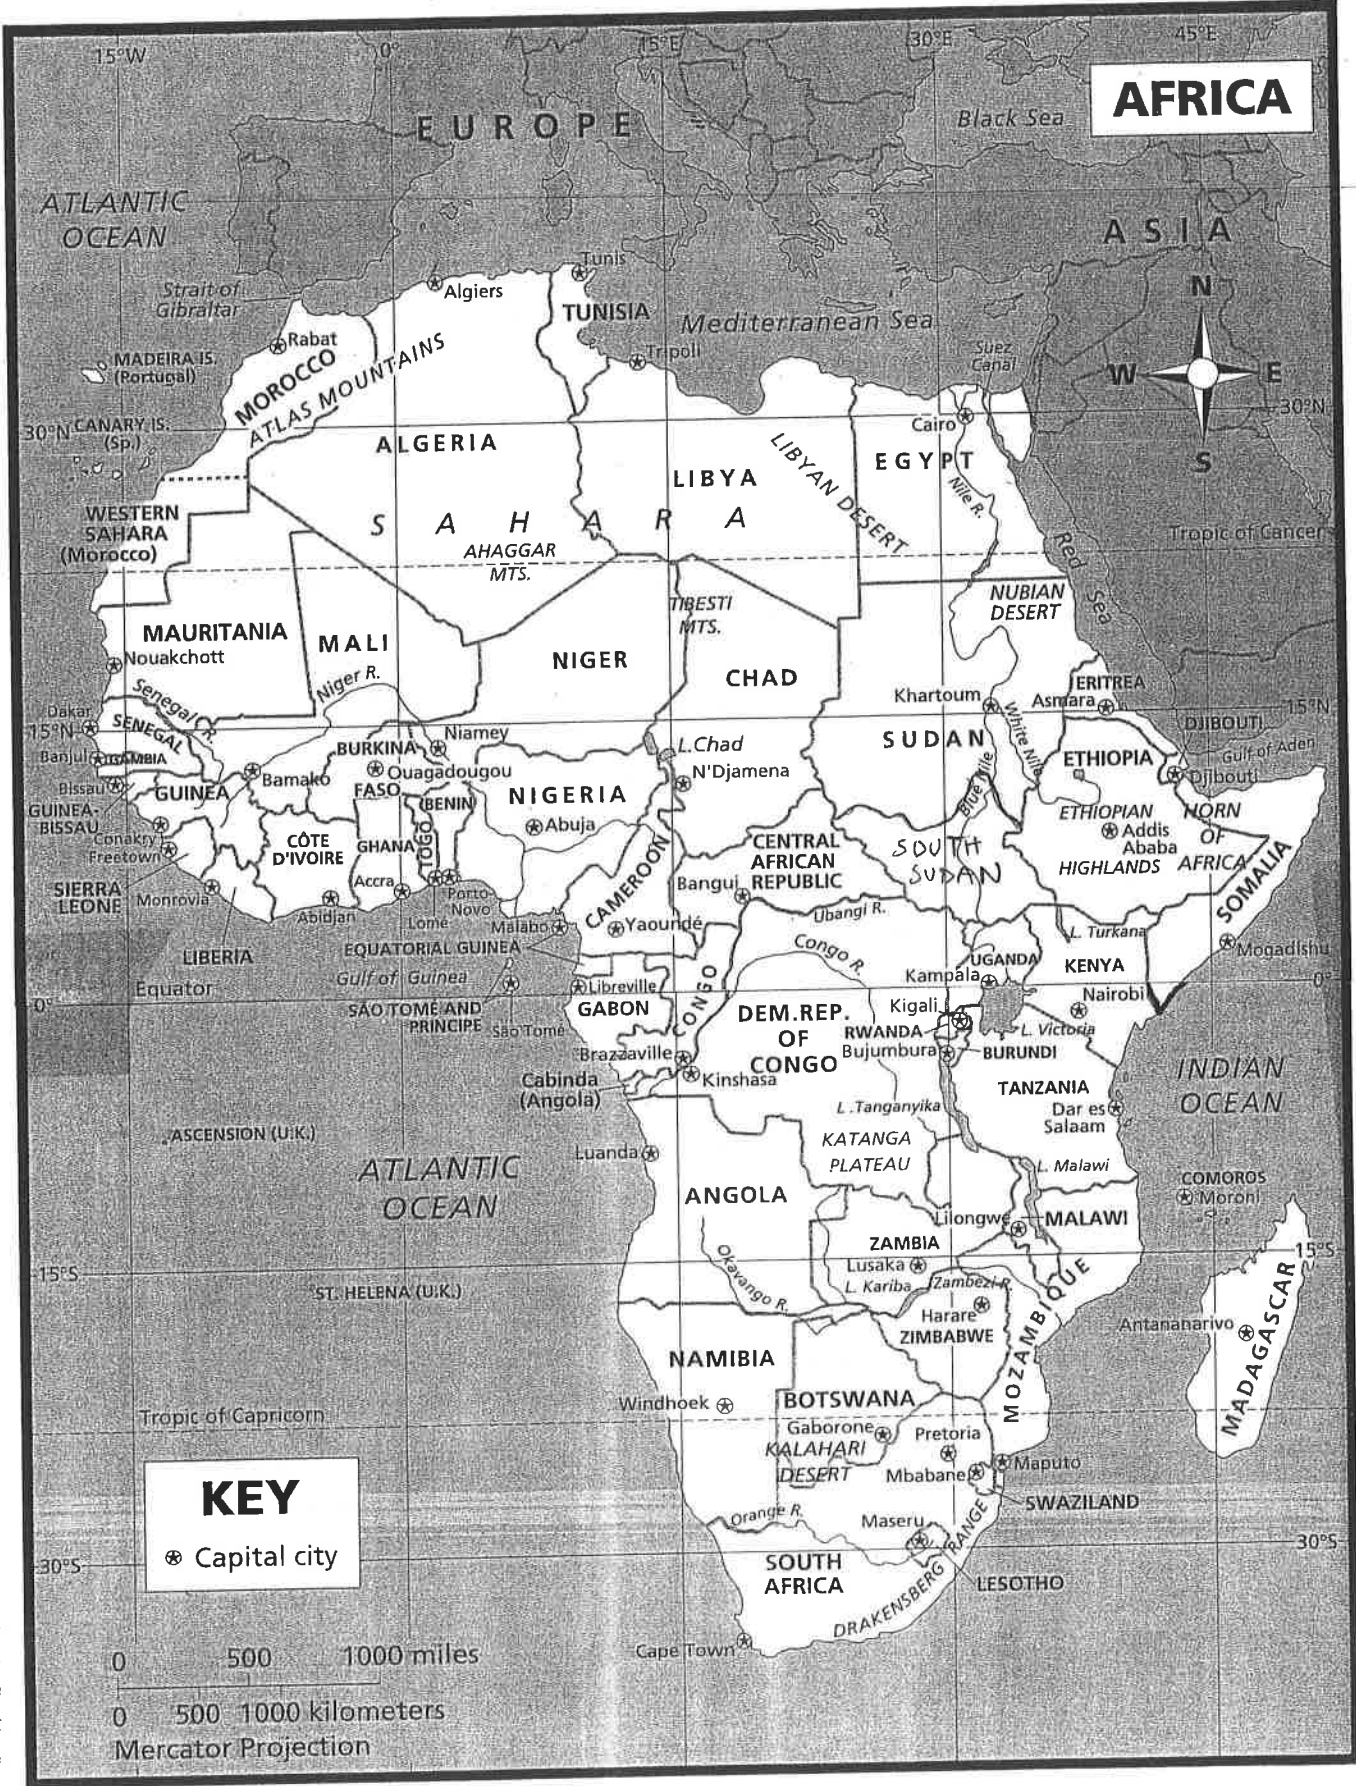 15°W
0°
15°E
30°E
45°E
AFRICA
EUROPE
Black Sea
ATLANTIC
OCEAN
ASIA
Strait of
Gibraltar
Algiers
Tunis
TUNISIA
Mediterranean Sea
N
W
E
S
Rabat
Tripoli
Suez
Canal
MADEIRA IS.
(Portugal)
MOROCCO
ATLAS MOUNTAINS
30°N
CANARY IS.
(Sp.)
Cairo
30°N
ALGERIA
LIBYA
LIBYAN DESERT
EGYPT
Nile R.
WESTERN
SAHARA
(Morocco)
SAHARA
AHAGGAR
MTS.
Tropic of Cancer
Red Sea
TIBESTI
MTS.
NUBIAN
DESERT
MAURITANIA
Nouakchott
MALI
Niger R.
NIGER
CHAD
Khartoum
ERITREA
Asmara
15°N
Senegal R.
Dakar
15°N
SENEGAL
Banjul
GAMBIA
Bissau
GUINEA-
BISSAU
GUINEA
Bamako
BURKINA
FASO
Niamey
Ouagadougou
L.Chad
N'Djamena
SUDAN
White Nile
Blue Nile
ETHIOPIA
DJIBOUTI
Gulf of Aden
Djibouti
NIGERIA
Abuja
BENIN
TOGO
GHANA
CÔTE
D'IVOIRE
Conakry
Freetown
SIERRA
LEONE
Monrovia
LIBERIA
Abidjan
Accra
Lomé
Porto-
Novo
Malabo
CAMEROON
Yaoundé
CENTRAL
AFRICAN
REPUBLIC
Bangui
SOUTH
SUDAN
ETHIOPIAN
HIGHLANDS
Addis
Ababa
HORN
OF
AFRICA
SOMALIA
Mogadishu
EQUATORIAL GUINEA
Gulf of Guinea
Equator
0°
SÃO TOMÉ AND
PRINCIPE
São Tomé
Libreville
GABON
CONGO
Ubangi R.
Congo R.
DEM.REP.
OF
CONGO
Brazzaville
Kinshasa
Cabinda
(Angola)
UGANDA
Kampala
L. Turkana
KENYA
Nairobi
0°
Kigali
RWANDA
L. Victoria
Bujumbura
BURUNDI
TANZANIA
Dar es
Salaam
INDIAN
OCEAN
L.Tanganyika
KATANGA
PLATEAU
L. Malawi
ASCENSION (U.K.)
ATLANTIC
OCEAN
Luanda
ANGOLA
COMOROS
Moroni
Lilongwe
MALAWI
ZAMBIA
Lusaka
L. Kariba
Zambezi R.
Okavango R.
15°S
15°S
ST. HELENA (U.K.)
Harare
ZIMBABWE
MOZAMBIQUE
Antananarivo
MADAGASCAR
NAMIBIA
Windhoek
BOTSWANA
Tropic of Capricorn
Gaborone
KALAHARI
DESERT
Pretoria
Mbabane
Maputo
SWAZILAND
Orange R.
Maseru
LESOTHO
SOUTH
AFRICA
DRAKENSBERG RANGE
30°S
30°S
Cape Town
KEY
Capital city
0 500 1000 miles
0 500 1000 kilometers
Mercator Projection